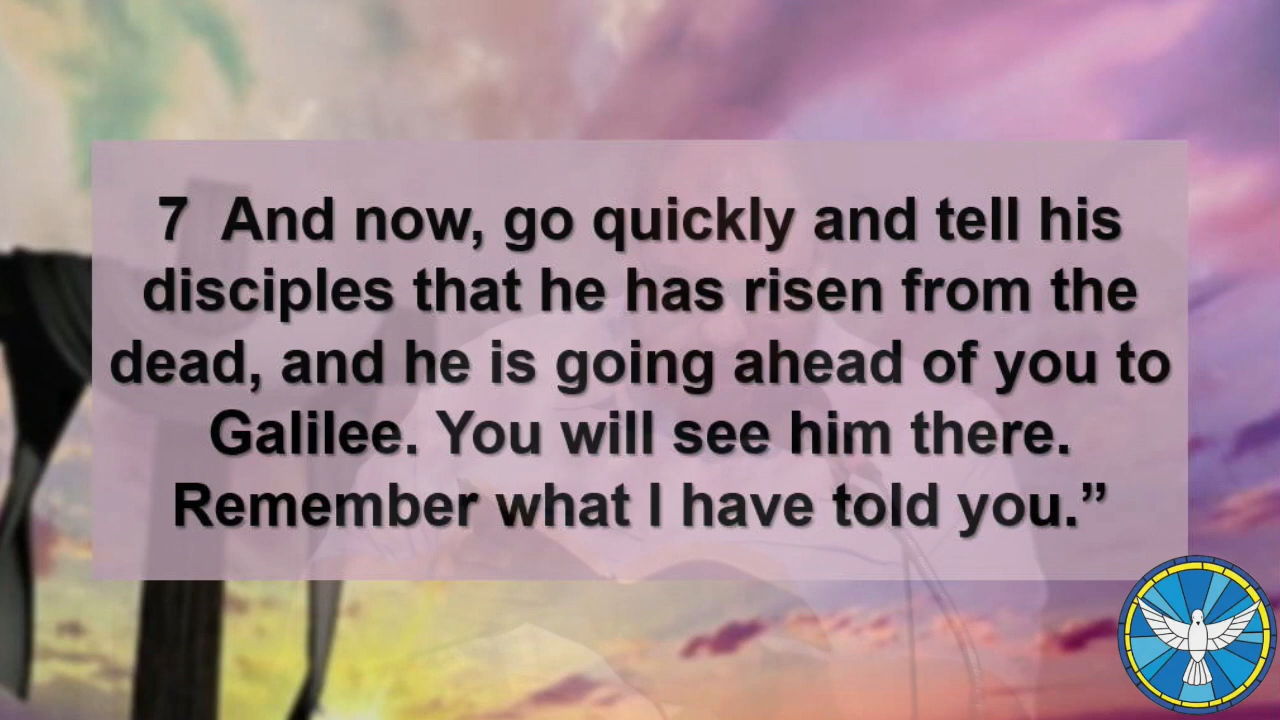 7  And now, go quickly and tell his
disciples that he has risen from the
dead, and he is going ahead of you to
Galilee. You will see him there.
Remember what I have told you.”